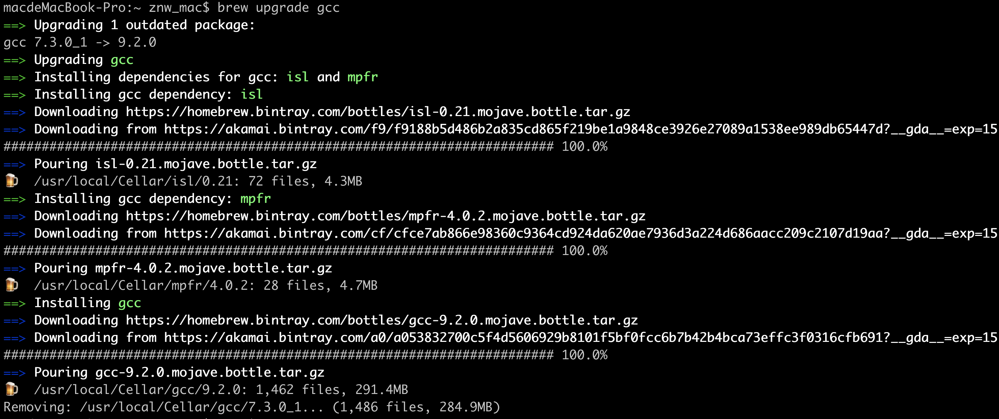 macdeMacBook-Pro:~ znw_mac$ brew upgrade gcc
==> Upgrading 1 outdated package:
gcc 7.3.0_1 -> 9.2.0
==> Upgrading gcc
==> Installing dependencies for gcc: isl and mpfr
==> Installing gcc dependency: isl
==> Downloading https://homebrew.bintray.com/bottles/isl-0.21.mojave.bottle.tar.gz
==> Downloading from https://akamai.bintray.com/f9/f9188b5d486b2a835cd865f219be1a9848ce3926e27089a1538ee989db65447d?__gda__=exp=15
######################################################################## 100.0%
==> Pouring isl-0.21.mojave.bottle.tar.gz
🍺  /usr/local/Cellar/isl/0.21: 72 files, 4.3MB
==> Installing gcc dependency: mpfr
==> Downloading https://homebrew.bintray.com/bottles/mpfr-4.0.2.mojave.bottle.tar.gz
==> Downloading from https://akamai.bintray.com/cf/cfce7ab866e98360c9364cd924da620ae7936d3a224d686aacc209c2107d19aa?__gda__=exp=15
######################################################################## 100.0%
==> Pouring mpfr-4.0.2.mojave.bottle.tar.gz
🍺  /usr/local/Cellar/mpfr/4.0.2: 28 files, 4.7MB
==> Installing gcc
==> Downloading https://homebrew.bintray.com/bottles/gcc-9.2.0.mojave.bottle.tar.gz
==> Downloading from https://akamai.bintray.com/a0/a053832700c5f4d5606929b8101f5bf0fcc6b7b42b4bca73effc3f0316cfb691?__gda__=exp=15
######################################################################## 100.0%
==> Pouring gcc-9.2.0.mojave.bottle.tar.gz
🍺  /usr/local/Cellar/gcc/9.2.0: 1,462 files, 291.4MB
Removing: /usr/local/Cellar/gcc/7.3.0_1... (1,486 files, 284.9MB)